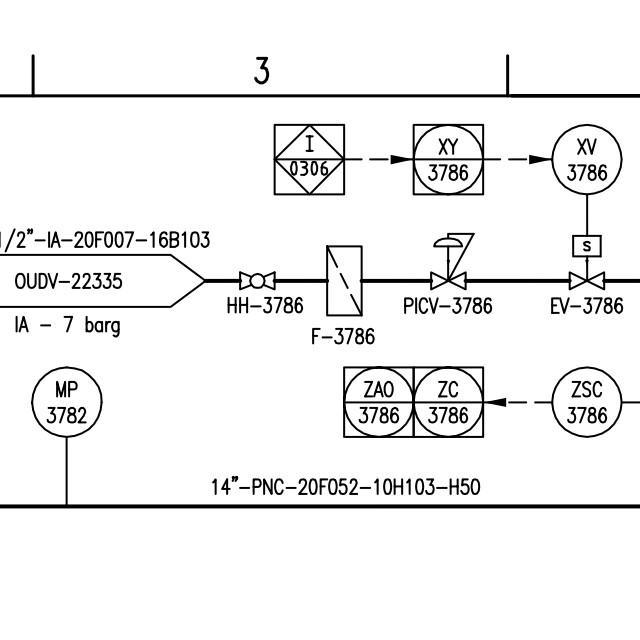 3
I
0306
XY
3786
XV
3786
1/2"-IA-20F007-16B103
S
OUDV-22335
HH-3786
F-3786
PICV-3786
EV-3786
IA - 7 barg
MP
3782
ZAO
3786
ZC
3786
ZSC
3786
14"-PNC-20F052-10H103-H50